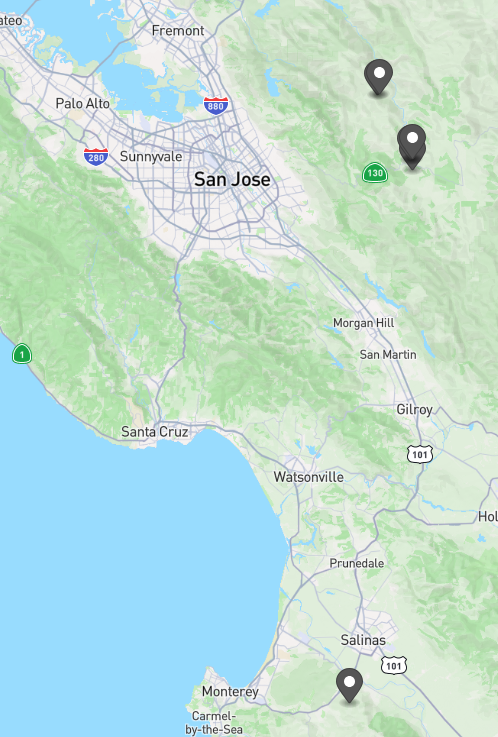 ateo
Fremont
Palo Alto
880
280
Sunnyvale
San Jose
130
Morgan Hill
1
San Martin
Gilroy
Santa Cruz
101
Watsonville
Hol
Prunedale
Salinas
101
Monterey
Carmel-
by-the-Sea